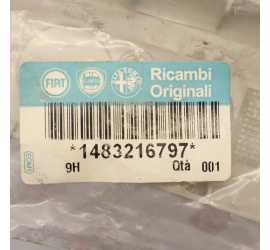 FIAT
Ricambi
Originali
*1483216797*
9H Qtà 001